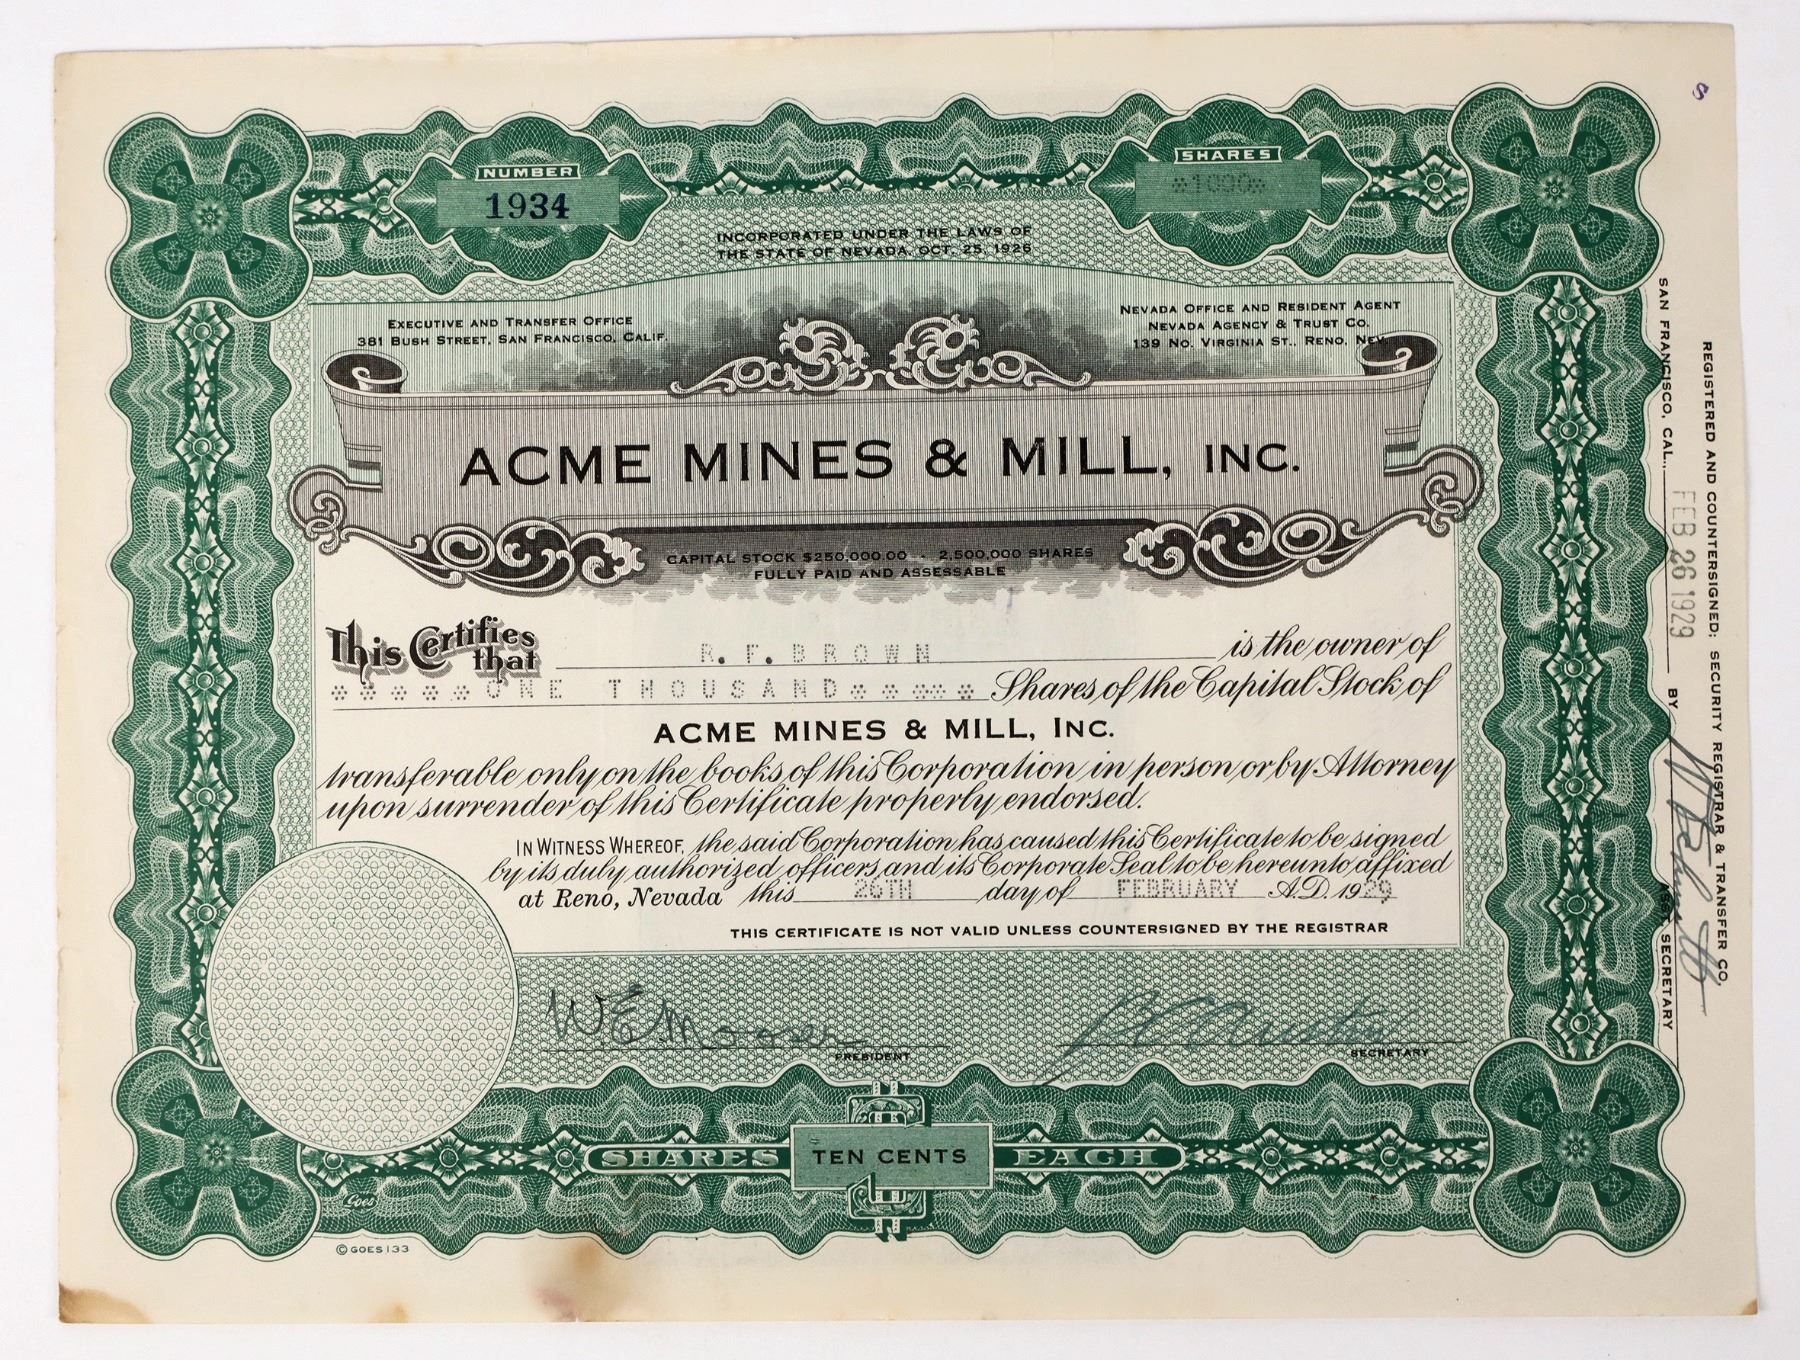 NUMBER
1934
SHARES
*1000*
INCORPORATED UNDER THE LAWS OF
THE STATE OF NEVADA, OCT. 25, 1926
EXECUTIVE AND TRANSFER OFFICE
381 BUSH STREET, SAN FRANCISCO, CALIF.
NEVADA OFFICE AND RESIDENT AGENT
NEVADA AGENCY & TRUST CO.
139 NO. VIRGINIA ST., RENO, NEV.
ACME MINES & MILL, INC.
CAPITAL STOCK $250,000.00 - 2,500,000 SHARES
FULLY PAID AND ASSESSABLE
This Certifies that R. F. BROWN is the owner of
*****ONE THOUSAND***** Shares of the Capital Stock of
ACME MINES & MILL, INC.
transferable only on the books of this Corporation in person or by Attorney
upon surrender of this Certificate properly endorsed.
IN WITNESS WHEREOF, the said Corporation has caused this Certificate to be signed
by its duly authorized officers, and its Corporate Seal to be hereunto affixed
at Reno, Nevada this 26TH day of FEBRUARY A.D. 1929
THIS CERTIFICATE IS NOT VALID UNLESS COUNTERSIGNED BY THE REGISTRAR
W E Moore
PRESIDENT
Austin
SECRETARY
SHARES TEN CENTS EACH
Goes
© GOES 133
S
REGISTERED AND COUNTERSIGNED: SECURITY REGISTRAR & TRANSFER CO.
SAN FRANCISCO, CAL., FEB 26 1929 BY
ASST. SECRETARY